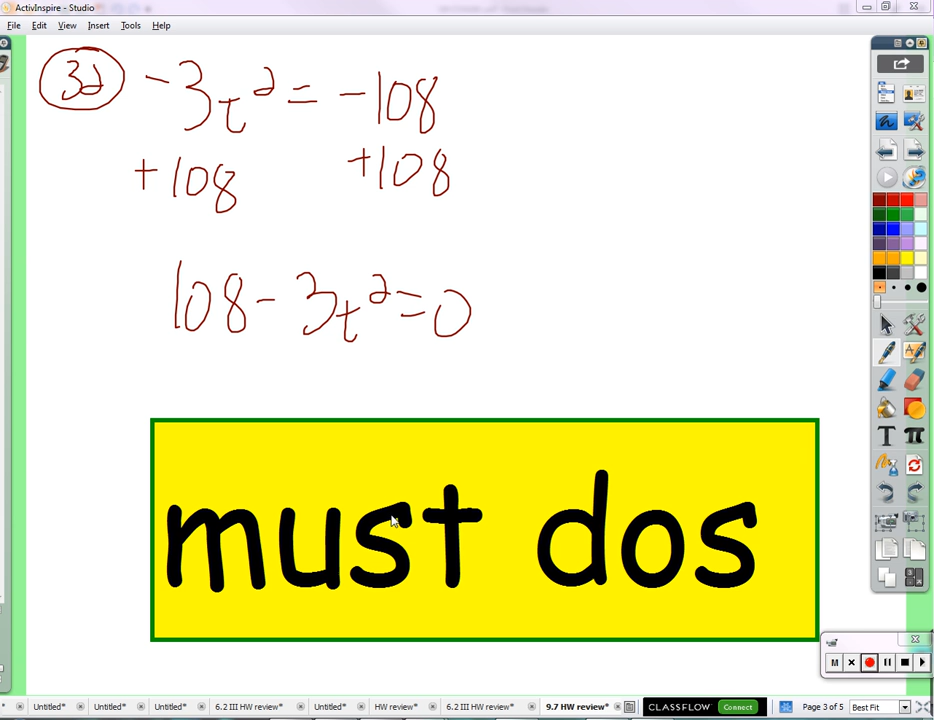 ActivInspire - Studio
File Edit View Insert Tools Help
32 -3t² = -108
+108 +108
108 - 3t² = 0
must dos
M
Untitled* Untitled* Untitled* 6.2 III HW review* Untitled* HW review* 6.2 III HW review* 9.7 HW review* CLASSFLOW Connect Page 3 of 5 Best Fit